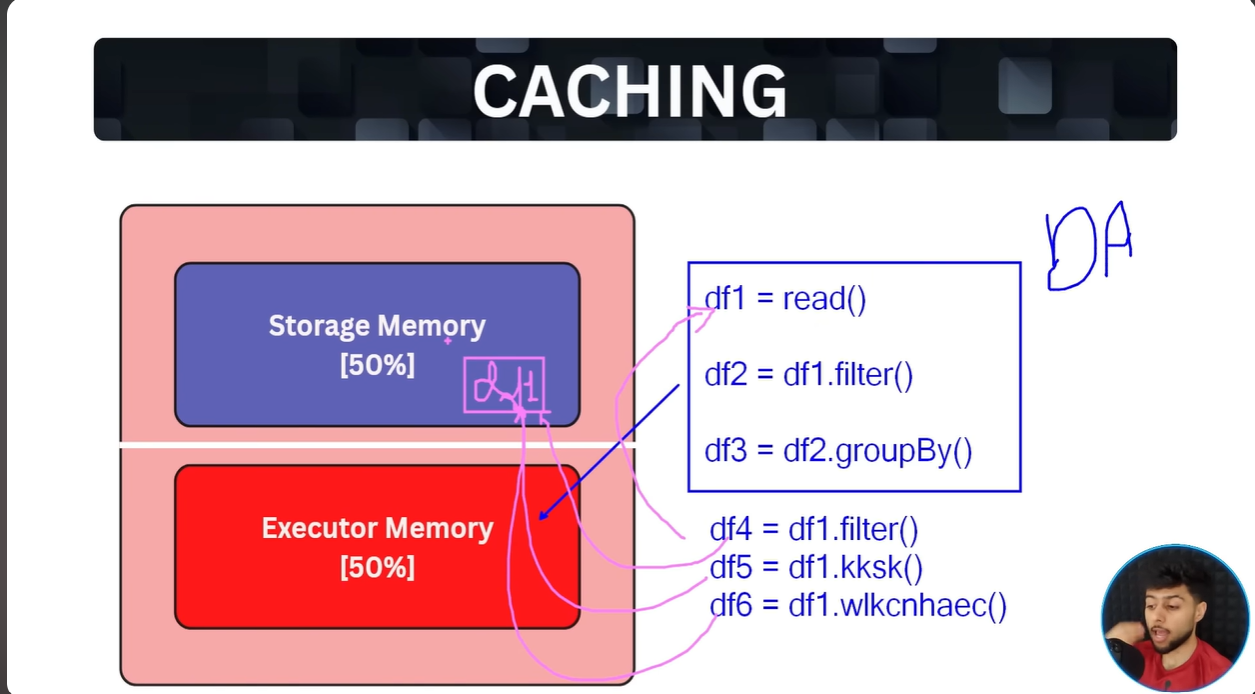 CACHING
DA
Storage Memory
[50%]
df1
Executor Memory
[50%]
df1 = read()
df2 = df1.filter()
df3 = df2.groupBy()
df4 = df1.filter()
df5 = df1.kksk()
df6 = df1.wlkcnhaec()